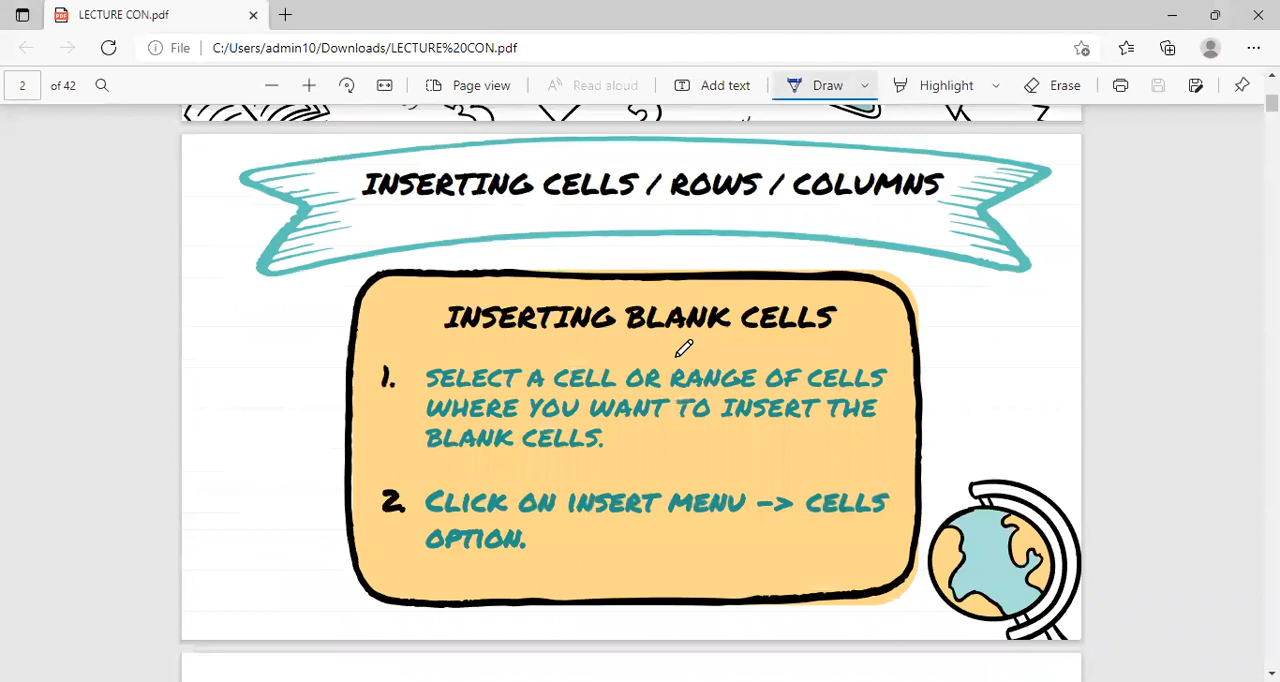 LECTURE CON.pdf
File C:/Users/admin10/Downloads/LECTURE%20CON.pdf
2 of 42 Page view Read aloud Add text Draw Highlight Erase
INSERTING CELLS / ROWS / COLUMNS
INSERTING BLANK CELLS
1. SELECT A CELL OR RANGE OF CELLS
WHERE YOU WANT TO INSERT THE
BLANK CELLS.
2. CLICK ON INSERT MENU -> CELLS
OPTION.